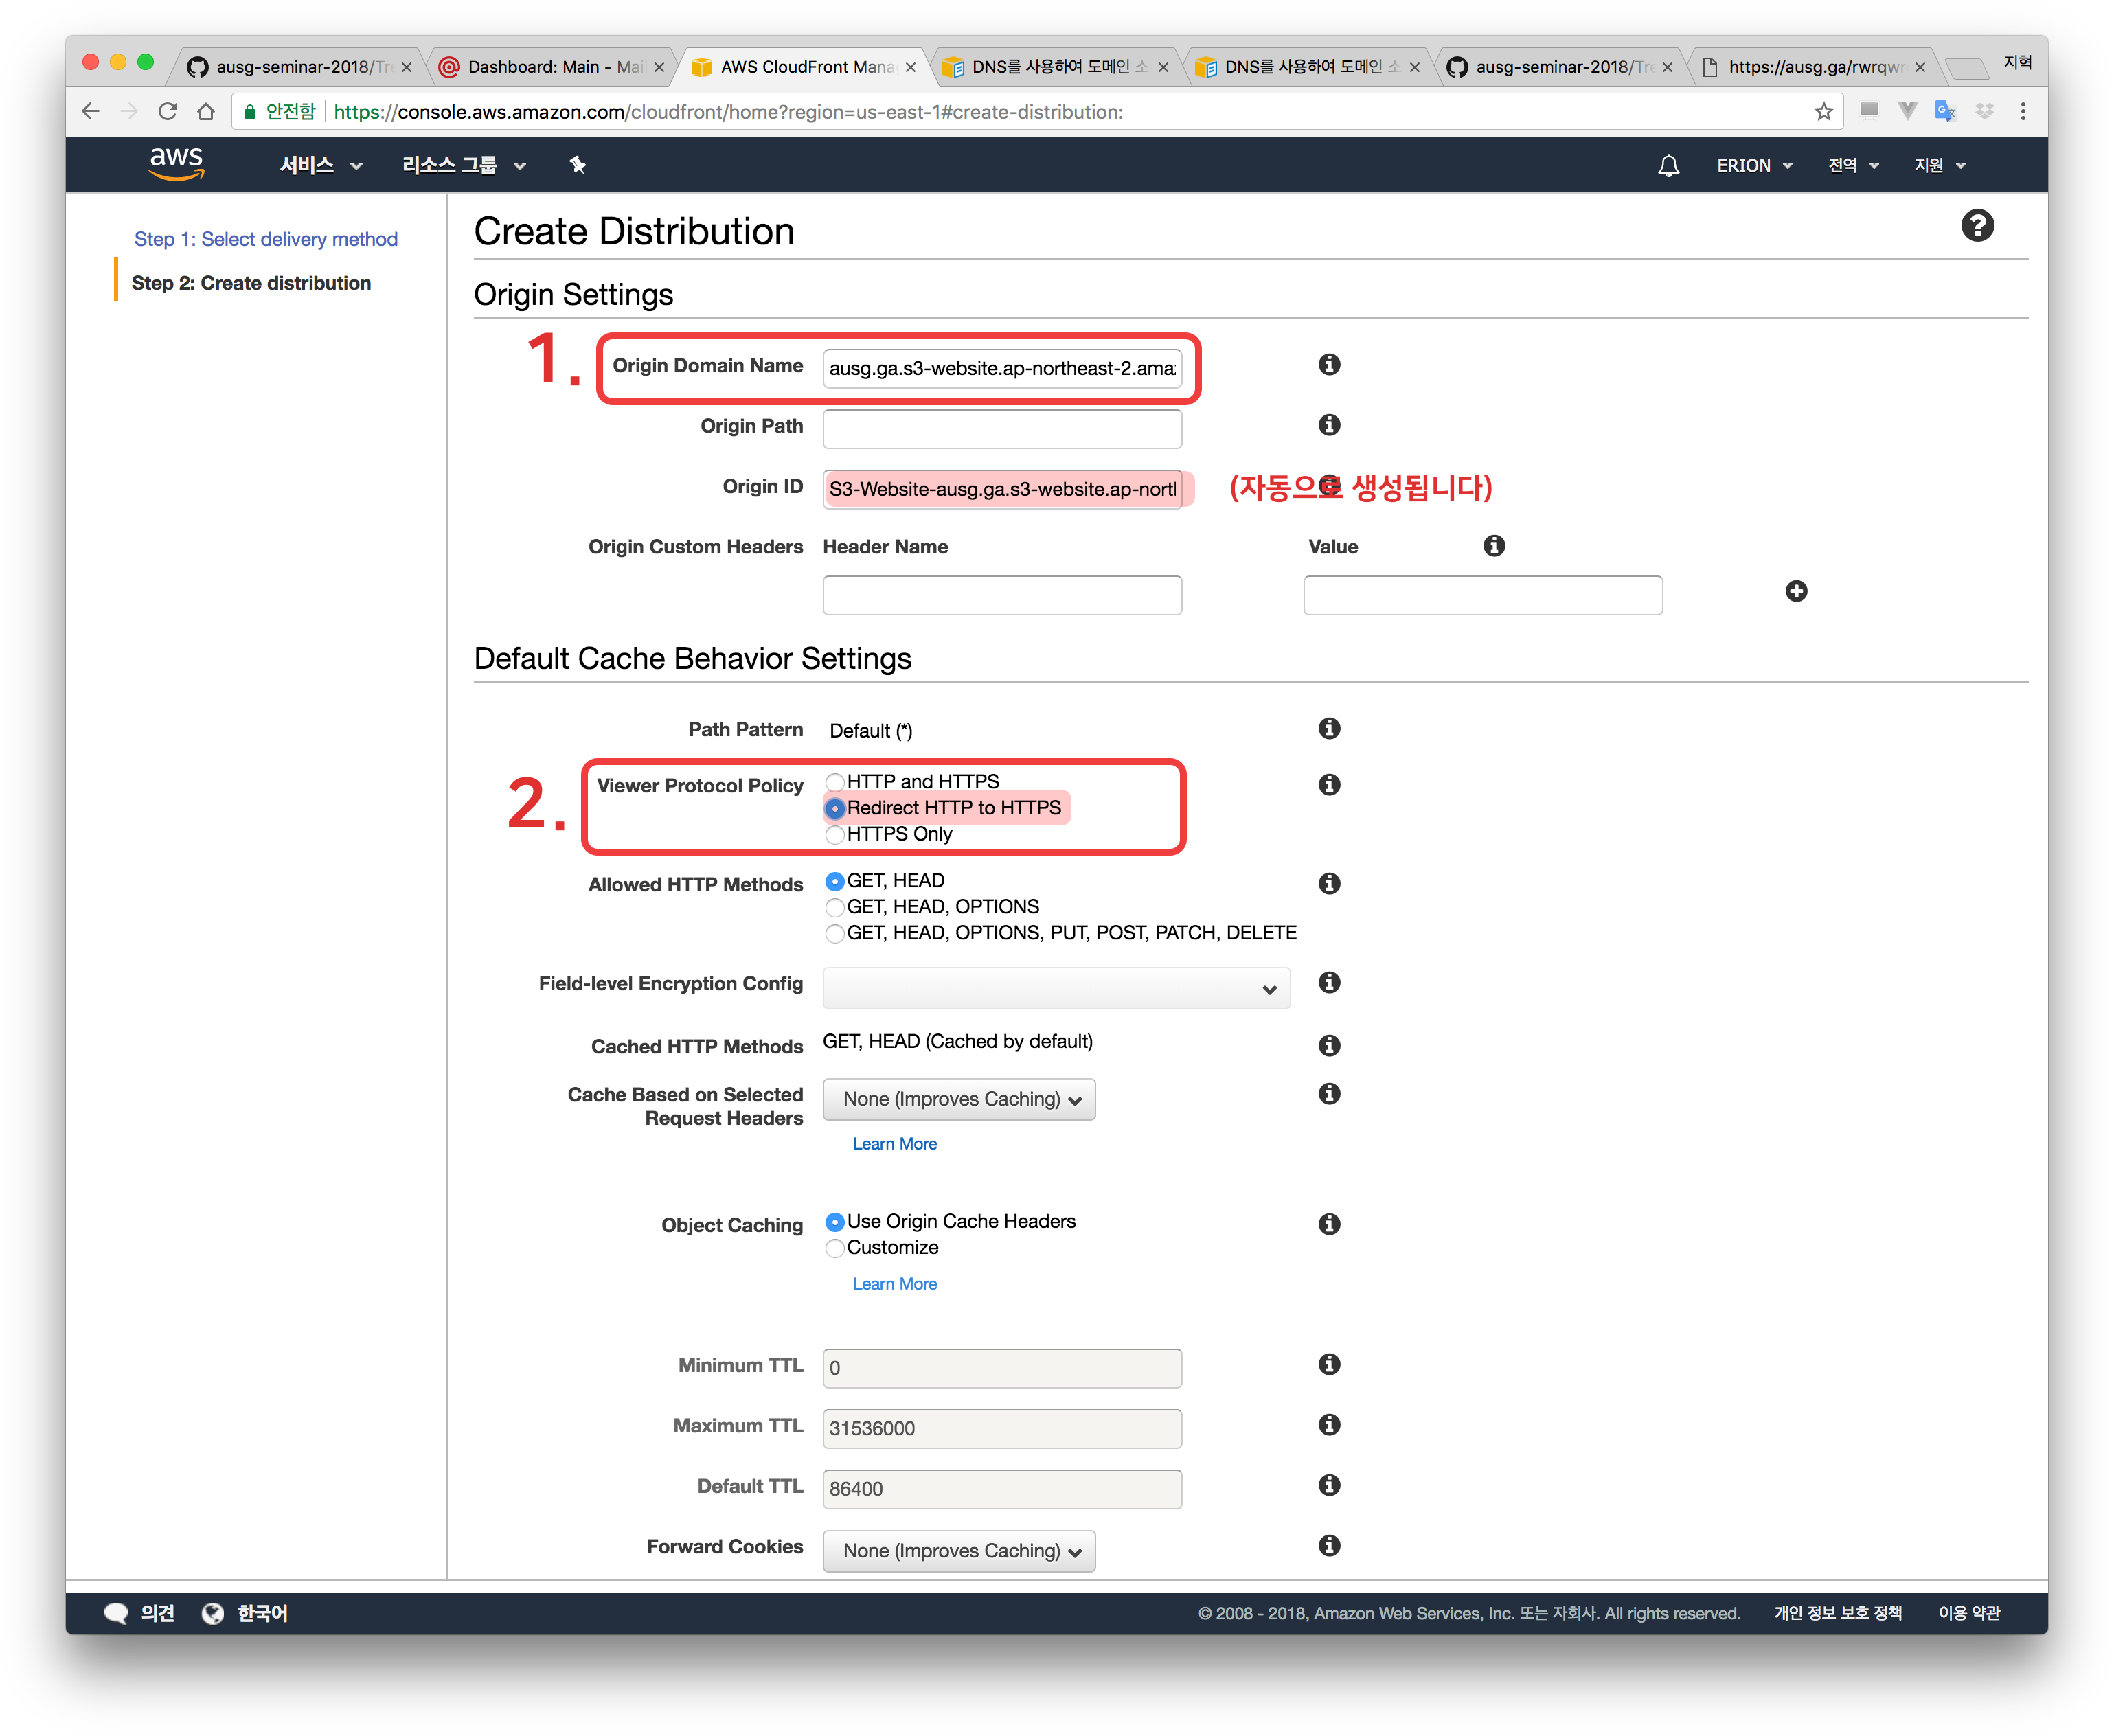 ausg-seminar-2018/Tre
Dashboard: Main - Mail
AWS CloudFront Mana
DNS를 사용하여 도메인 소
DNS를 사용하여 도메인 소
ausg-seminar-2018/Tre
https://ausg.ga/rwrqwr
지혁
안전함
https://console.aws.amazon.com/cloudfront/home?region=us-east-1#create-distribution:
aws
서비스
리소스 그룹
ERION
전역
지원
Step 1: Select delivery method
Step 2: Create distribution
Create Distribution
Origin Settings
1.
Origin Domain Name
ausg.ga.s3-website.ap-northeast-2.ama
Origin Path
Origin ID
S3-Website-ausg.ga.s3-website.ap-nort
(자동으로 생성됩니다)
Origin Custom Headers
Header Name
Value
Default Cache Behavior Settings
Path Pattern
Default (*)
2.
Viewer Protocol Policy
HTTP and HTTPS
Redirect HTTP to HTTPS
HTTPS Only
Allowed HTTP Methods
GET, HEAD
GET, HEAD, OPTIONS
GET, HEAD, OPTIONS, PUT, POST, PATCH, DELETE
Field-level Encryption Config
Cached HTTP Methods
GET, HEAD (Cached by default)
Cache Based on Selected
Request Headers
None (Improves Caching)
Learn More
Object Caching
Use Origin Cache Headers
Customize
Learn More
Minimum TTL
0
Maximum TTL
31536000
Default TTL
86400
Forward Cookies
None (Improves Caching)
의견
한국어
© 2008 - 2018, Amazon Web Services, Inc. 또는 자회사. All rights reserved.
개인 정보 보호 정책
이용 약관